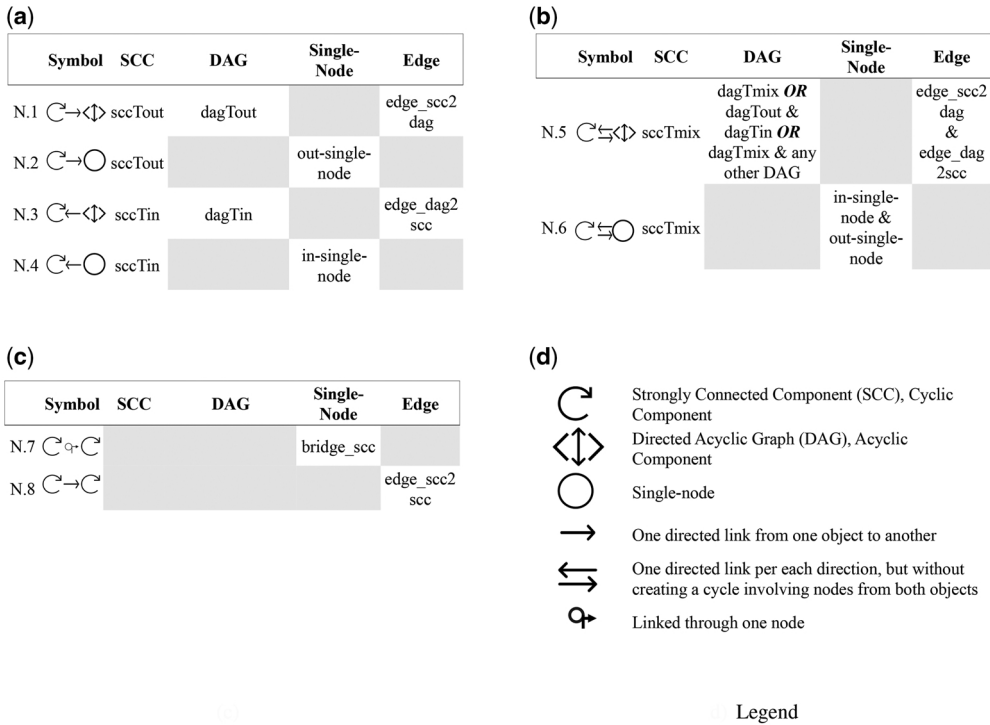 (a)
Symbol SCC DAG Single-Node Edge
N.1 sccTout dagTout edge_scc2
dag
N.2 sccTout out-single-
node
N.3 sccTin dagTin edge_dag2
scc
N.4 sccTin in-single-
node
(b)
Symbol SCC DAG Single-Node Edge
N.5 sccTmix
dagTmix OR
dagTout &
dagTin OR
dagTmix & any
other DAG
edge_scc2
dag
&
edge_dag
2scc
N.6 sccTmix
in-single-
node &
out-single-
node
(c)
Symbol SCC DAG Single-Node Edge
N.7 bridge_scc
N.8 edge_scc2
scc
(d)
Strongly Connected Component (SCC), Cyclic
Component
Directed Acyclic Graph (DAG), Acyclic
Component
Single-node
One directed link from one object to another
One directed link per each direction, but without
creating a cycle involving nodes from both objects
Linked through one node
Legend